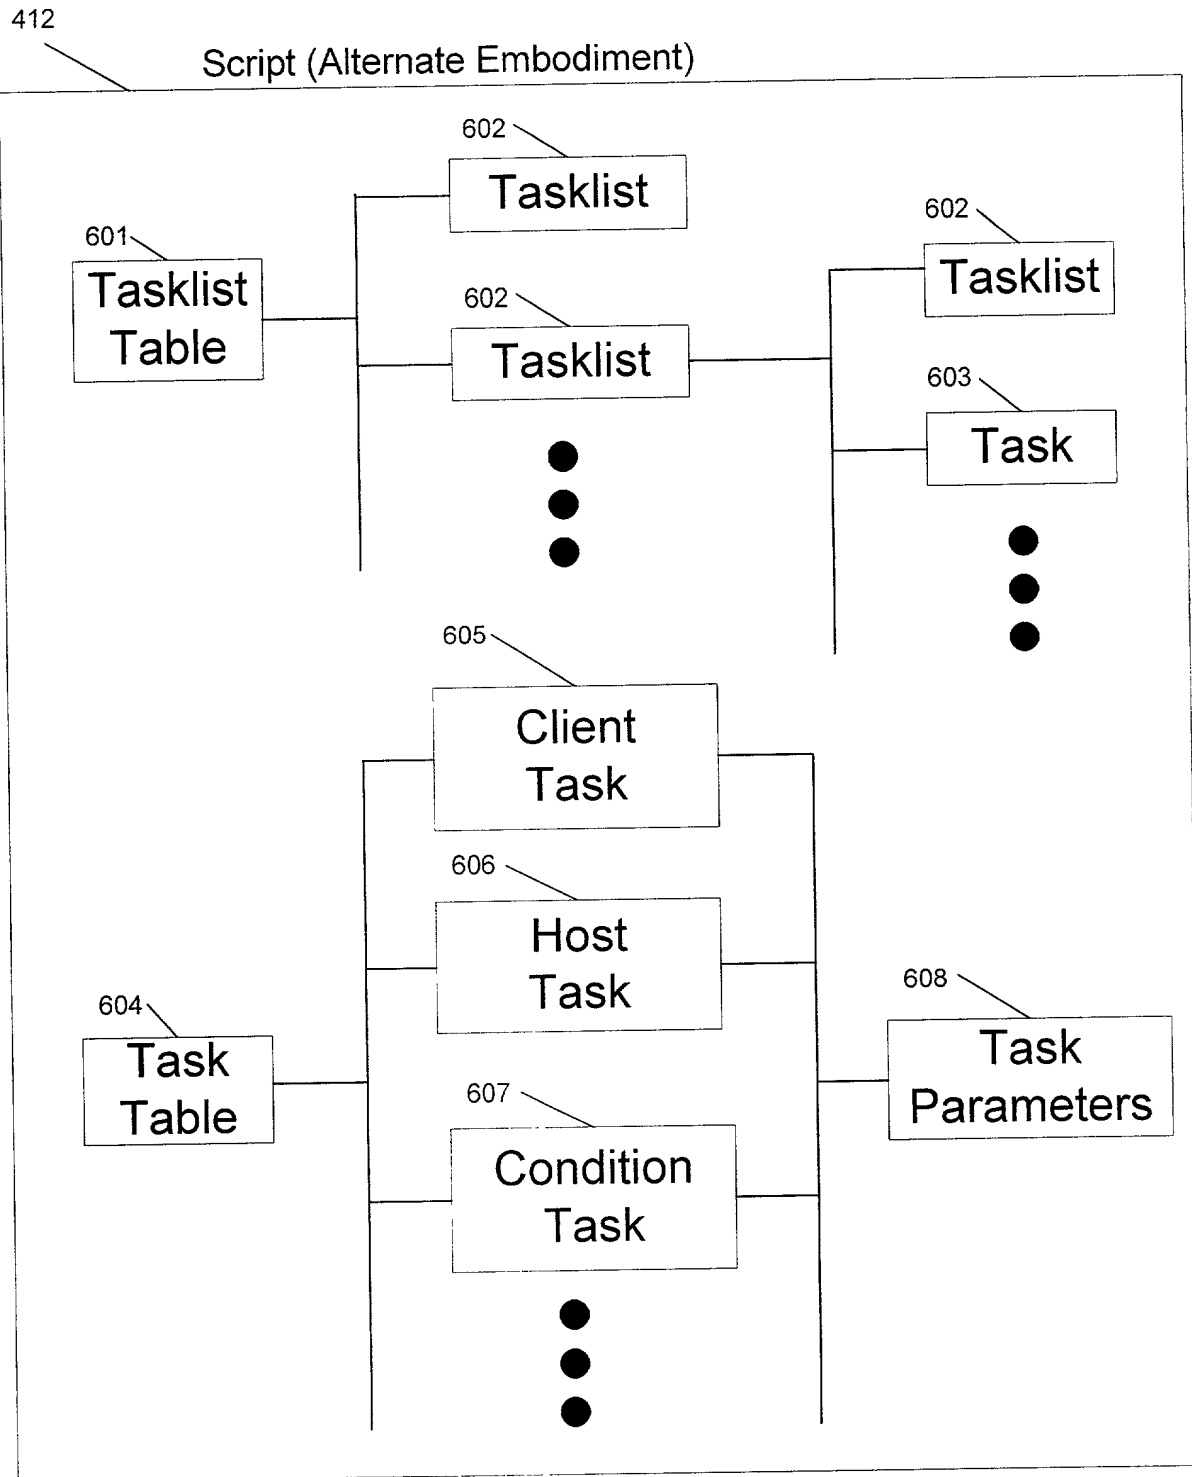 412
Script (Alternate Embodiment)
602
Tasklist
602
Tasklist
601
Tasklist
Table
602
Tasklist
603
Task
605
Client
Task
606
Host
Task
604
Task
Table
608
Task
Parameters
607
Condition
Task